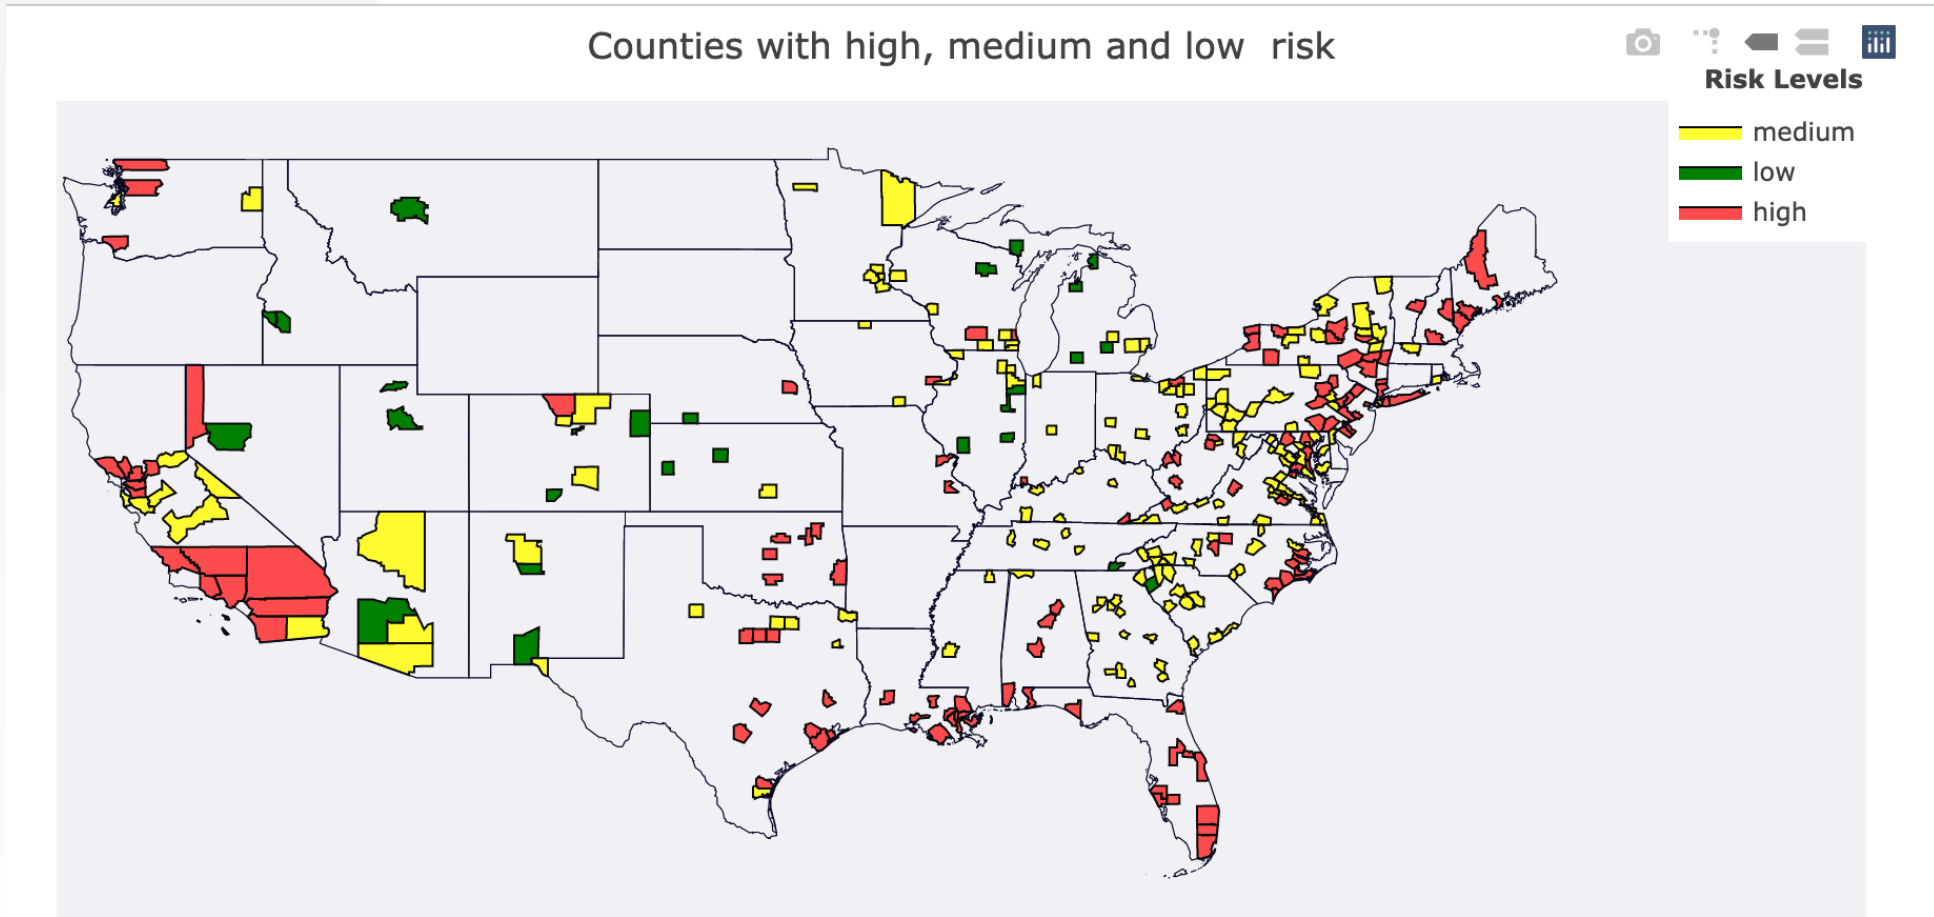 Counties with high, medium and low  risk
Risk Levels
medium
low
high